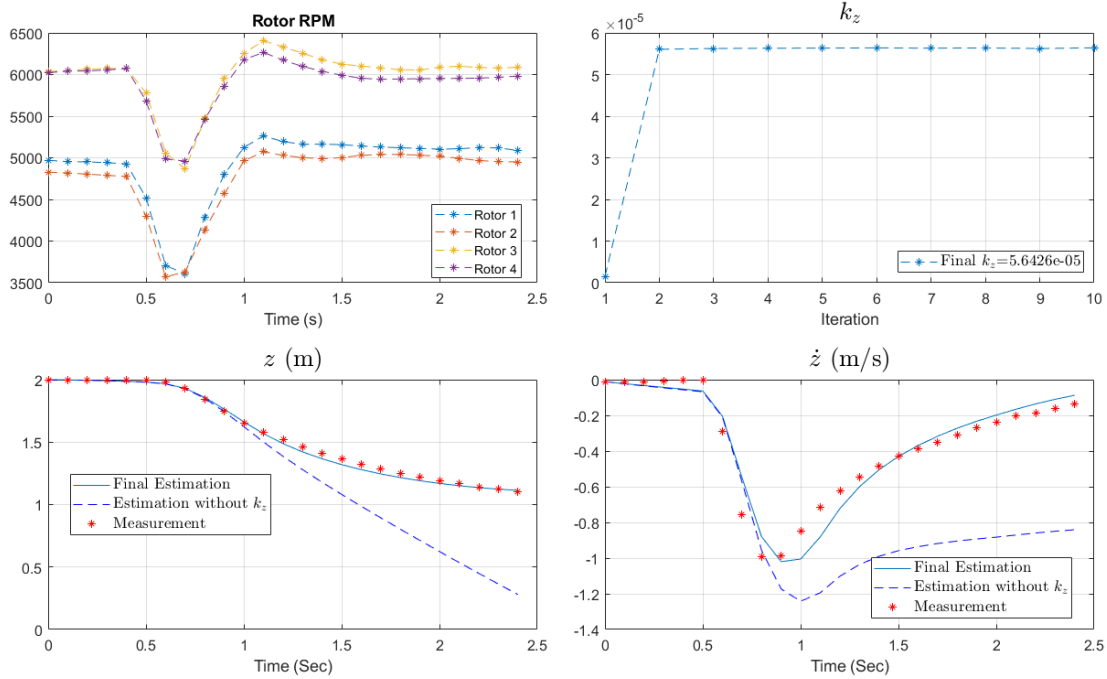 Rotor RPM
6500
6000
5500
5000
4500
4000
3500
0
0.5
1
1.5
2
2.5
Time (s)
Rotor 1
Rotor 2
Rotor 3
Rotor 4
k_z
×10^-5
6
5
4
3
2
1
0
1
2
3
4
5
6
7
8
9
10
Iteration
Final k_z=5.6426e-05
z (m)
2
1.5
1
0.5
0
0
0.5
1
1.5
2
2.5
Time (Sec)
Final Estimation
Estimation without k_z
Measurement
ż (m/s)
0
-0.2
-0.4
-0.6
-0.8
-1
-1.2
-1.4
0
0.5
1
1.5
2
2.5
Time (Sec)
Final Estimation
Estimation without k_z
Measurement